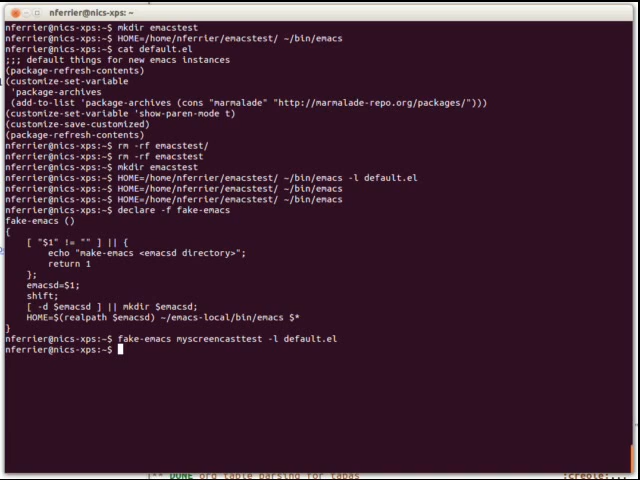 nferrier@nics-xps: ~
nferrier@nics-xps:~$ mkdir emacstest
nferrier@nics-xps:~$ HOME=/home/nferrier/emacstest/ ~/bin/emacs
nferrier@nics-xps:~$ cat default.el
;;; default things for new emacs instances
(package-refresh-contents)
(customize-set-variable
 'package-archives
 (add-to-list 'package-archives (cons "marmalade" "http://marmalade-repo.org/packages/")))
(customize-set-variable 'show-paren-mode t)
(customize-save-customized)
(package-refresh-contents)
nferrier@nics-xps:~$ rm -rf emacstest/
nferrier@nics-xps:~$ rm -rf emacstest
nferrier@nics-xps:~$ mkdir emacstest
nferrier@nics-xps:~$ HOME=/home/nferrier/emacstest/ ~/bin/emacs -l default.el
nferrier@nics-xps:~$ HOME=/home/nferrier/emacstest/ ~/bin/emacs
nferrier@nics-xps:~$ HOME=/home/nferrier/emacstest/ ~/bin/emacs
nferrier@nics-xps:~$ declare -f fake-emacs
fake-emacs ()
{
    [ "$1" != "" ] || {
        echo "make-emacs <emacsd directory>";
        return 1
    };
    emacsd=$1;
    shift;
    [ -d $emacsd ] || mkdir $emacsd;
    HOME=$(realpath $emacsd) ~/emacs-local/bin/emacs $*
}
nferrier@nics-xps:~$ fake-emacs myscreencasttest -l default.el
nferrier@nics-xps:~$
** DONE org table parsing for tapas :creole:...